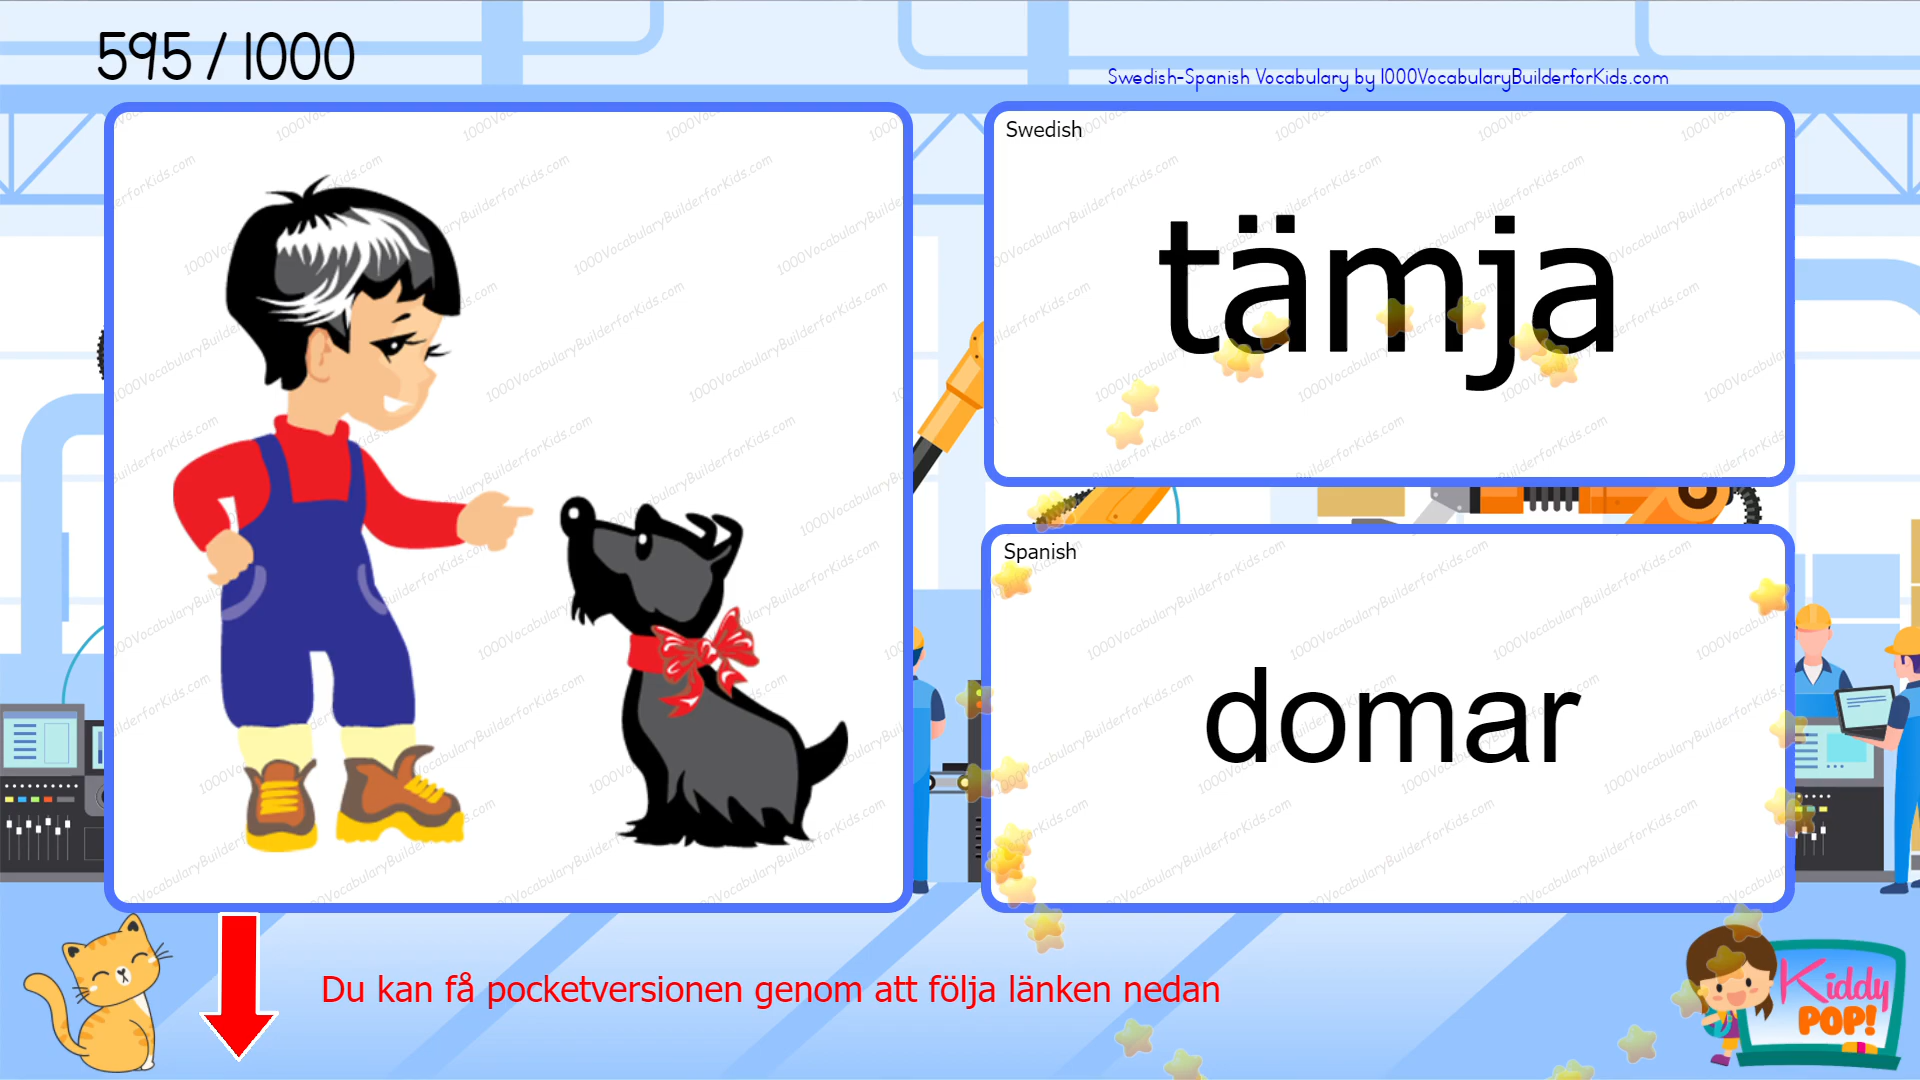 595 / 1000
Swedish-Spanish Vocabulary by 1000VocabularyBuilderforKids.com
Swedish
tämja
Spanish
domar
Du kan få pocketversionen genom att följa länken nedan
Kiddy
POP!